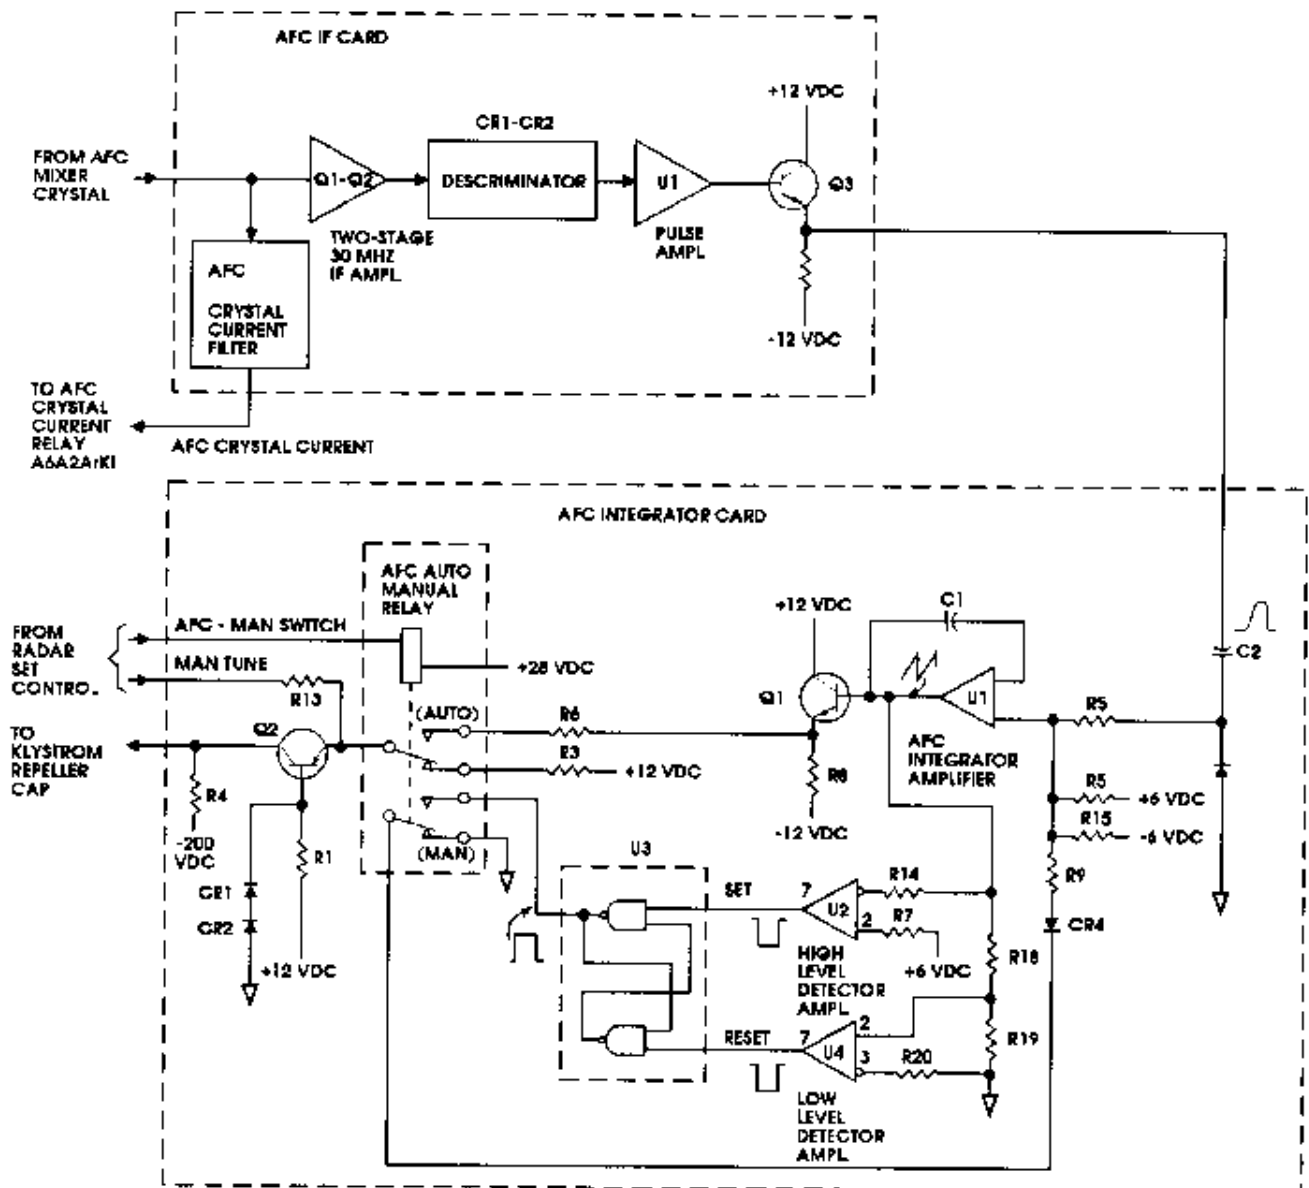 AFC IF CARD
+12 VDC
CR1-CR2
FROM AFC
MIXER
CRYSTAL
Q1-Q2
DESCRIMINATOR
U1
Q3
TWO-STAGE
30 MHZ
IF AMPL.
PULSE
AMPL
AFC
CRYSTAL
CURRENT
FILTER
-12 VDC
TO AFC
CRYSTAL
CURRENT
RELAY
AFC CRYSTAL CURRENT
AFC INTEGRATOR CARD
AFC AUTO
MANUAL
RELAY
+12 VDC
C1
FROM
RADAR
SET
CONTROL
AFC - MAN SWITCH
MAN TUNE
+28 VDC
R13
C2
Q1
U1
R5
(AUTO)
R6
TO
KLYSTROM
REPELLER
CAP
Q2
R3
+12 VDC
R8
AFC
INTEGRATOR
AMPLIFIER
R4
-200
VDC
R1
-12 VDC
R5
+6 VDC
R15
-6 VDC
(MAN)
U3
R9
CR1
CR2
+12 VDC
SET
7
U2
R14
2
R7
+6 VDC
CR4
HIGH
LEVEL
DETECTOR
AMPL.
R18
RESET
7
U4
2
3
R20
R19
LOW
LEVEL
DETECTOR
AMPL.